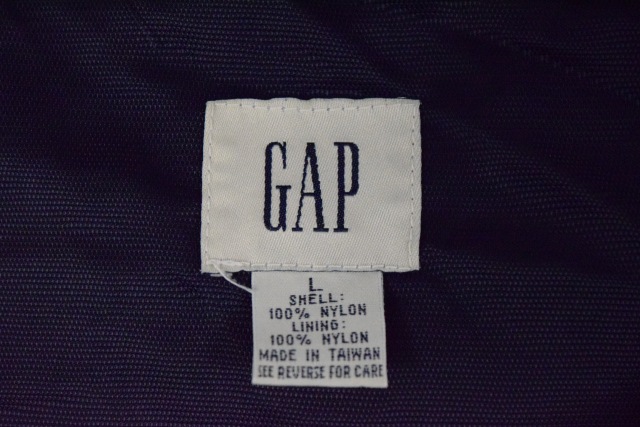 GAP
L
SHELL:
100% NYLON
LINING:
100% NYLON
MADE IN TAIWAN
SEE REVERSE FOR CARE